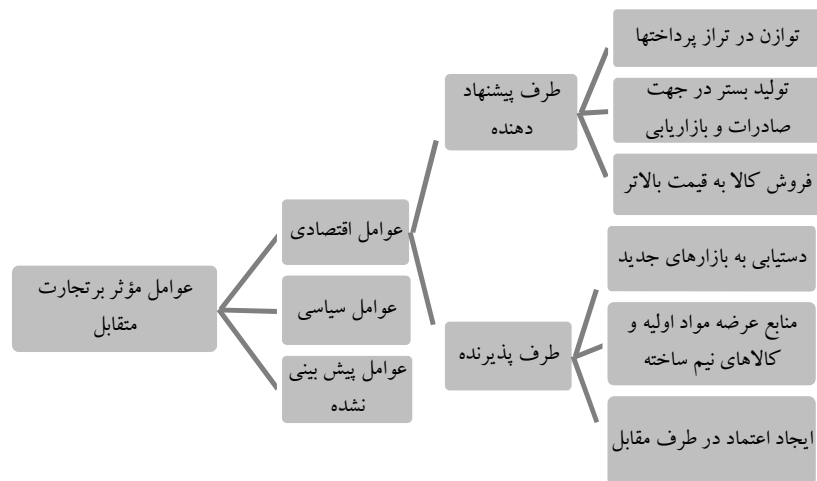 عوامل مؤثر بر تجارت
متقابل
عوامل اقتصادی
عوامل سیاسی
عوامل پیش بینی
نشده
طرف پیشنهاد
دهنده
طرف پذیرنده
توازن در تراز پرداختها
تولید بستر در جهت
صادرات و بازاریابی
فروش کالا به قیمت بالاتر
دستیابی به بازارهای جدید
منابع عرضه مواد اولیه و
کالاهای نیم ساخته
ایجاد اعتماد در طرف مقابل